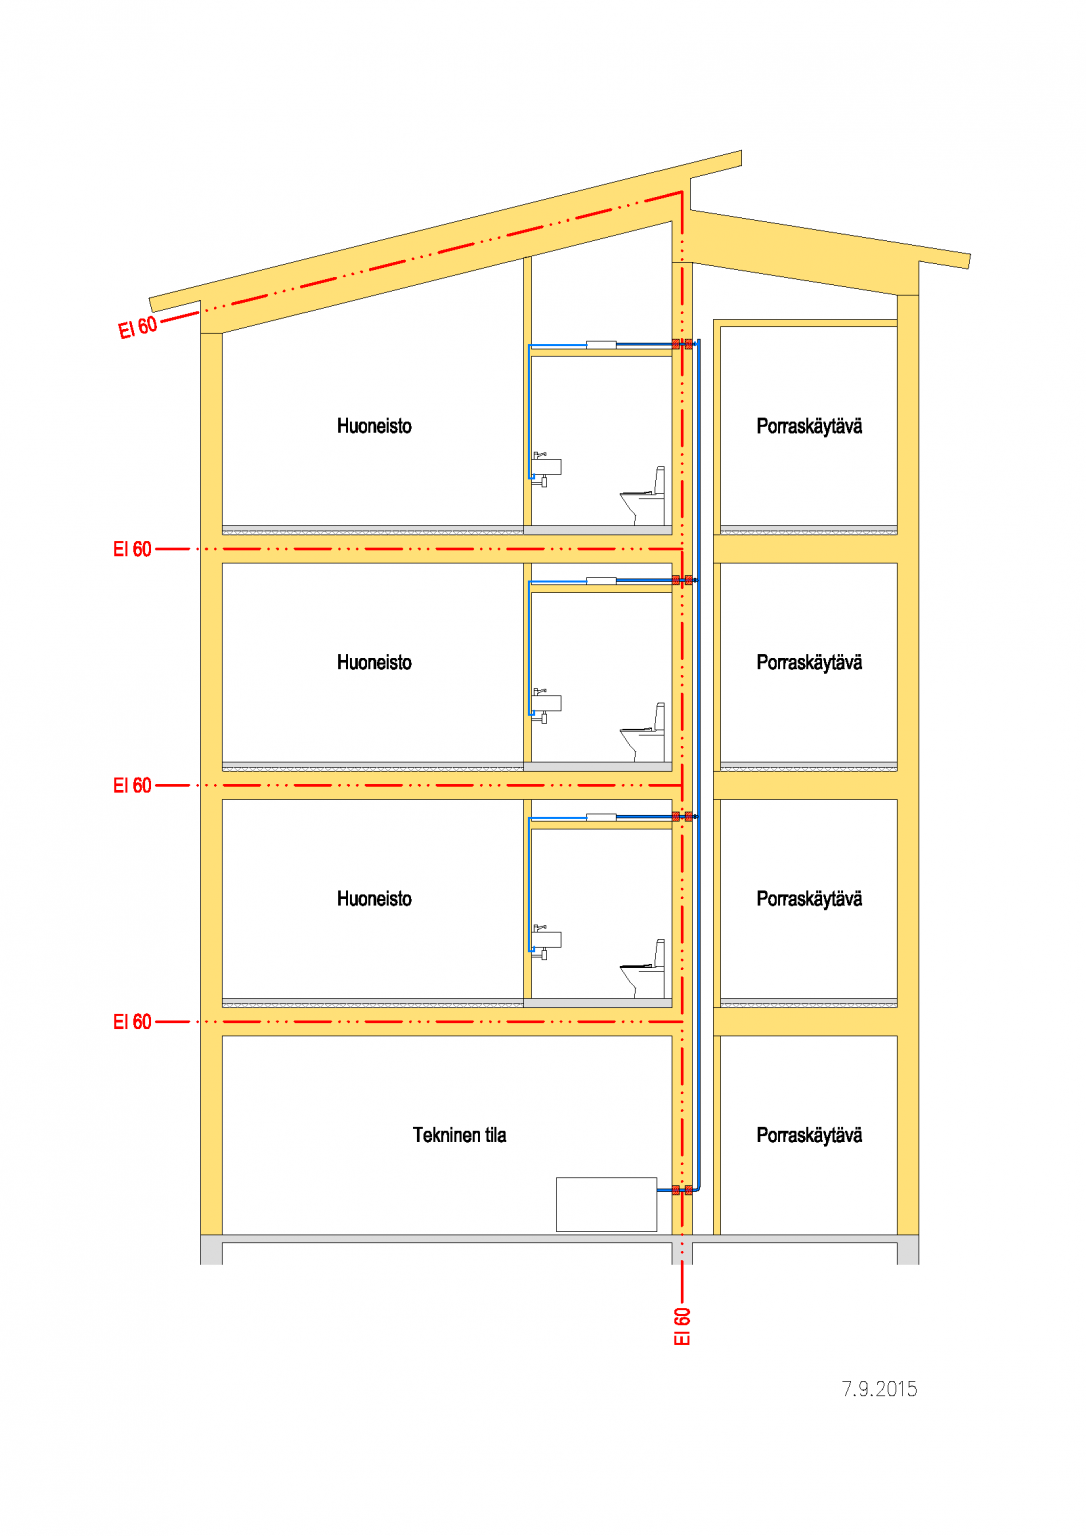 EI 60
Huoneisto
Porraskäytävä
EI 60
Huoneisto
Porraskäytävä
EI 60
Huoneisto
Porraskäytävä
EI 60
Tekninen tila
Porraskäytävä
EI 60
7.9.2015